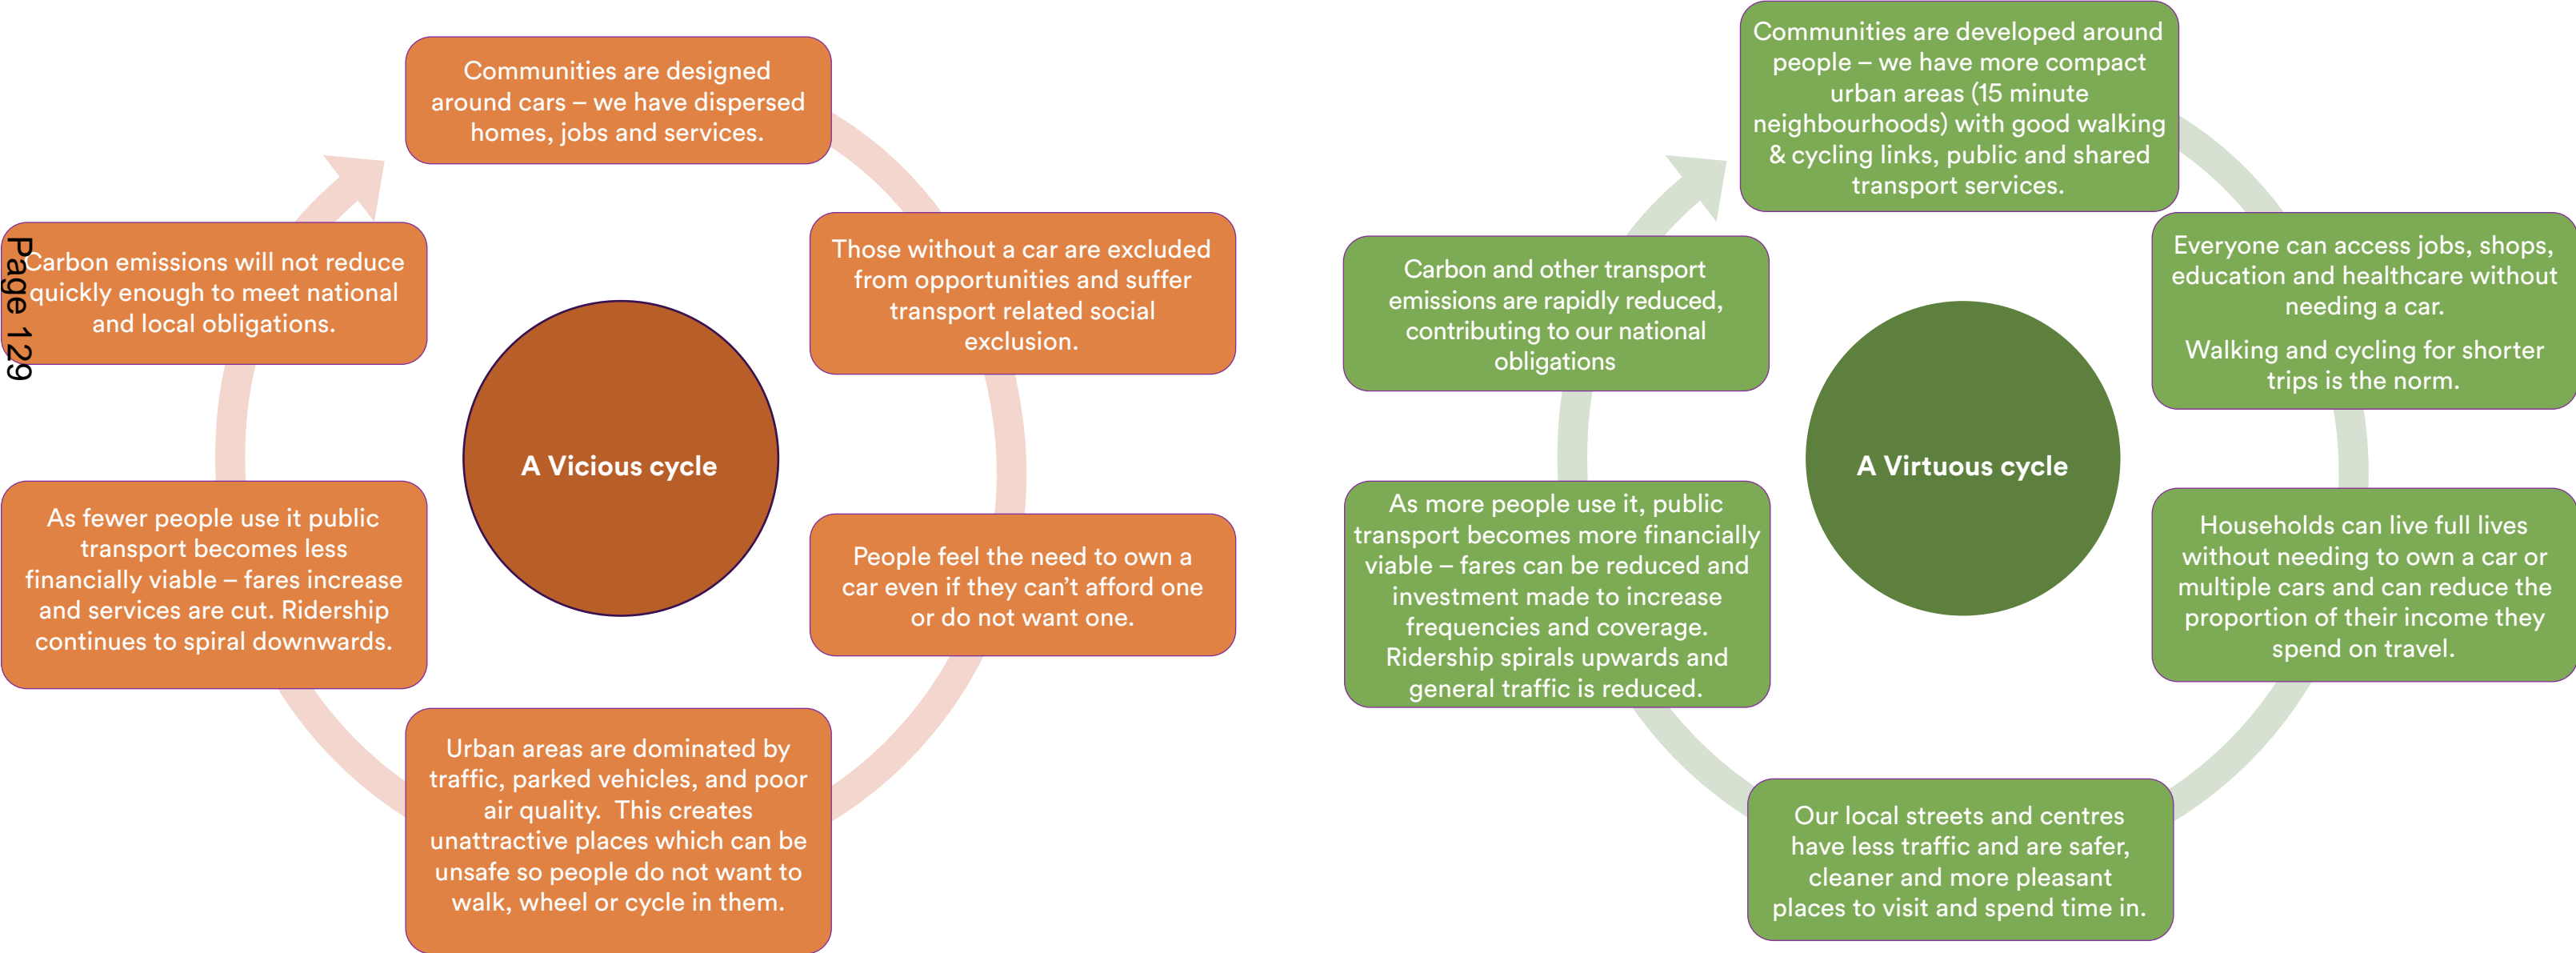 Communities are designed
around cars – we have dispersed
homes, jobs and services.
Those without a car are excluded
from opportunities and suffer
transport related social
exclusion.
People feel the need to own a
car even if they can’t afford one
or do not want one.
Urban areas are dominated by
traffic, parked vehicles, and poor
air quality.  This creates
unattractive places which can be
unsafe so people do not want to
walk, wheel or cycle in them.
As fewer people use it public
transport becomes less
financially viable – fares increase
and services are cut. Ridership
continues to spiral downwards.
Carbon emissions will not reduce
quickly enough to meet national
and local obligations.
A Vicious cycle
Page 129
Communities are developed around
people – we have more compact
urban areas (15 minute
neighbourhoods) with good walking
& cycling links, public and shared
transport services.
Everyone can access jobs, shops,
education and healthcare without
needing a car.
Walking and cycling for shorter
trips is the norm.
Households can live full lives
without needing to own a car or
multiple cars and can reduce the
proportion of their income they
spend on travel.
Our local streets and centres
have less traffic and are safer,
cleaner and more pleasant
places to visit and spend time in.
As more people use it, public
transport becomes more financially
viable – fares can be reduced and
investment made to increase
frequencies and coverage.
Ridership spirals upwards and
general traffic is reduced.
Carbon and other transport
emissions are rapidly reduced,
contributing to our national
obligations
A Virtuous cycle